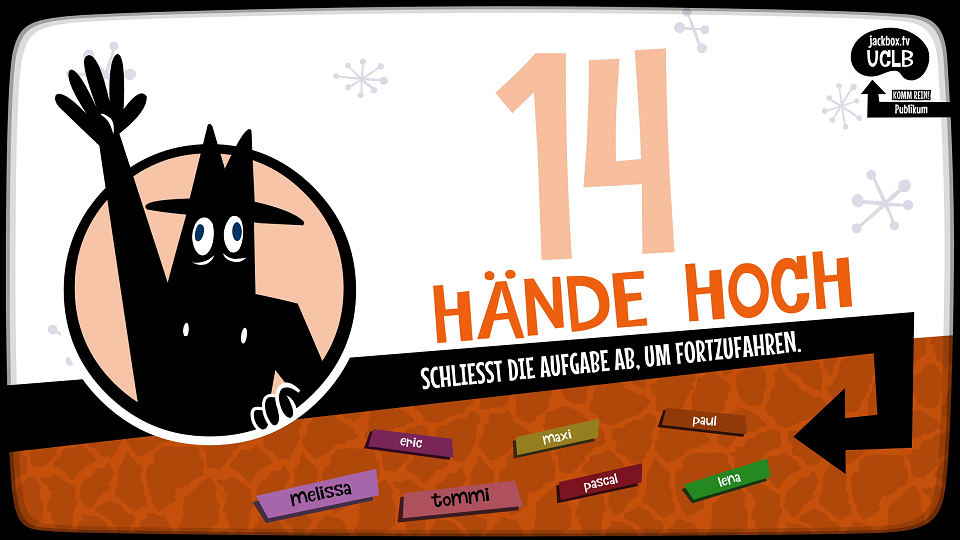 jackbox.tv
UCLB
KOMM REIN!
Publikum
14
HÄNDE HOCH
SCHLIESST DIE AUFGABE AB, UM FORTZUFAHREN.
eric
maxi
paul
melissa
tommi
pascal
lena